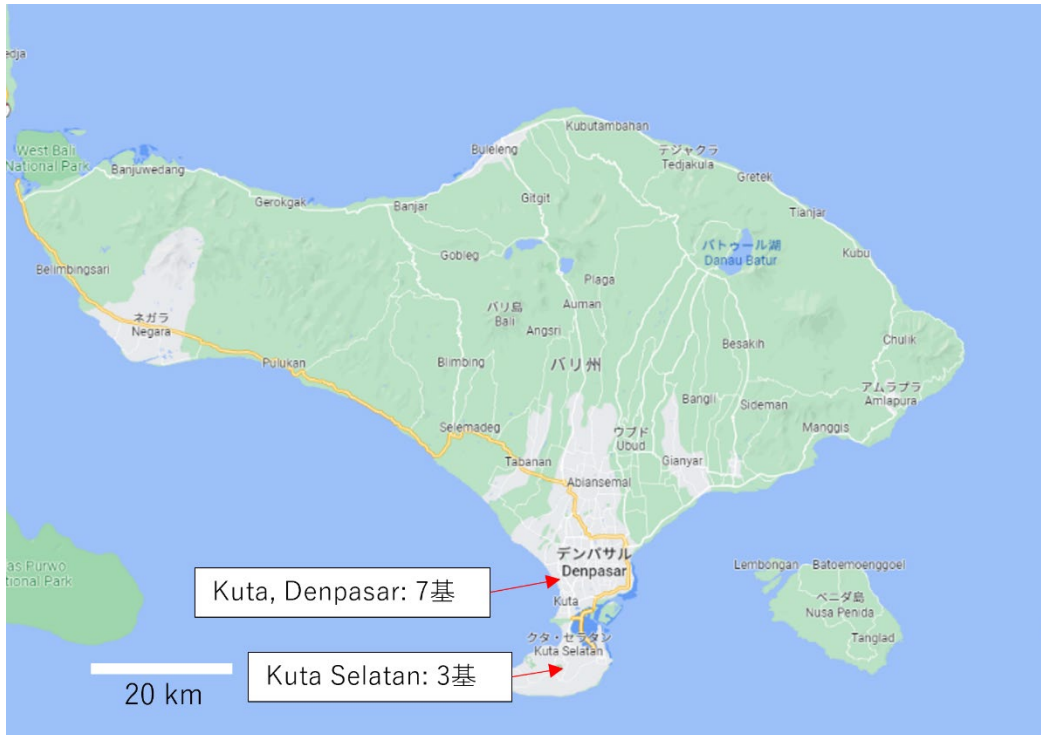 edja
West Bali
National Park
Banjuwedang
Gerokgak
Banjar
Buleleng
Kubutambahan
テジャクラ
Tedjakula
Gretek
Tianjar
Kubu
Gitgit
Gobleg
バトゥール湖
Danau Batur
Plaga
Auman
バリ島
Bali
Angsri
Belimbingsari
ネガラ
Negara
Pulukan
Blimbing
バリ州
Besakih
Chulik
アムラプラ
Amlapura
Bangli
Sideman
Manggis
Selemadeg
ウブド
Ubud
Tabanan
Gianyar
Abiansemal
デンパサル
Denpasar
Kuta, Denpasar: 7基
Kuta
Lembongan
Batoemoenggoel
ペニダ島
Nusa Penida
Tanglad
as Purwo
tional Park
クタ・セラタン
Kuta Selatan
Kuta Selatan: 3基
20 km